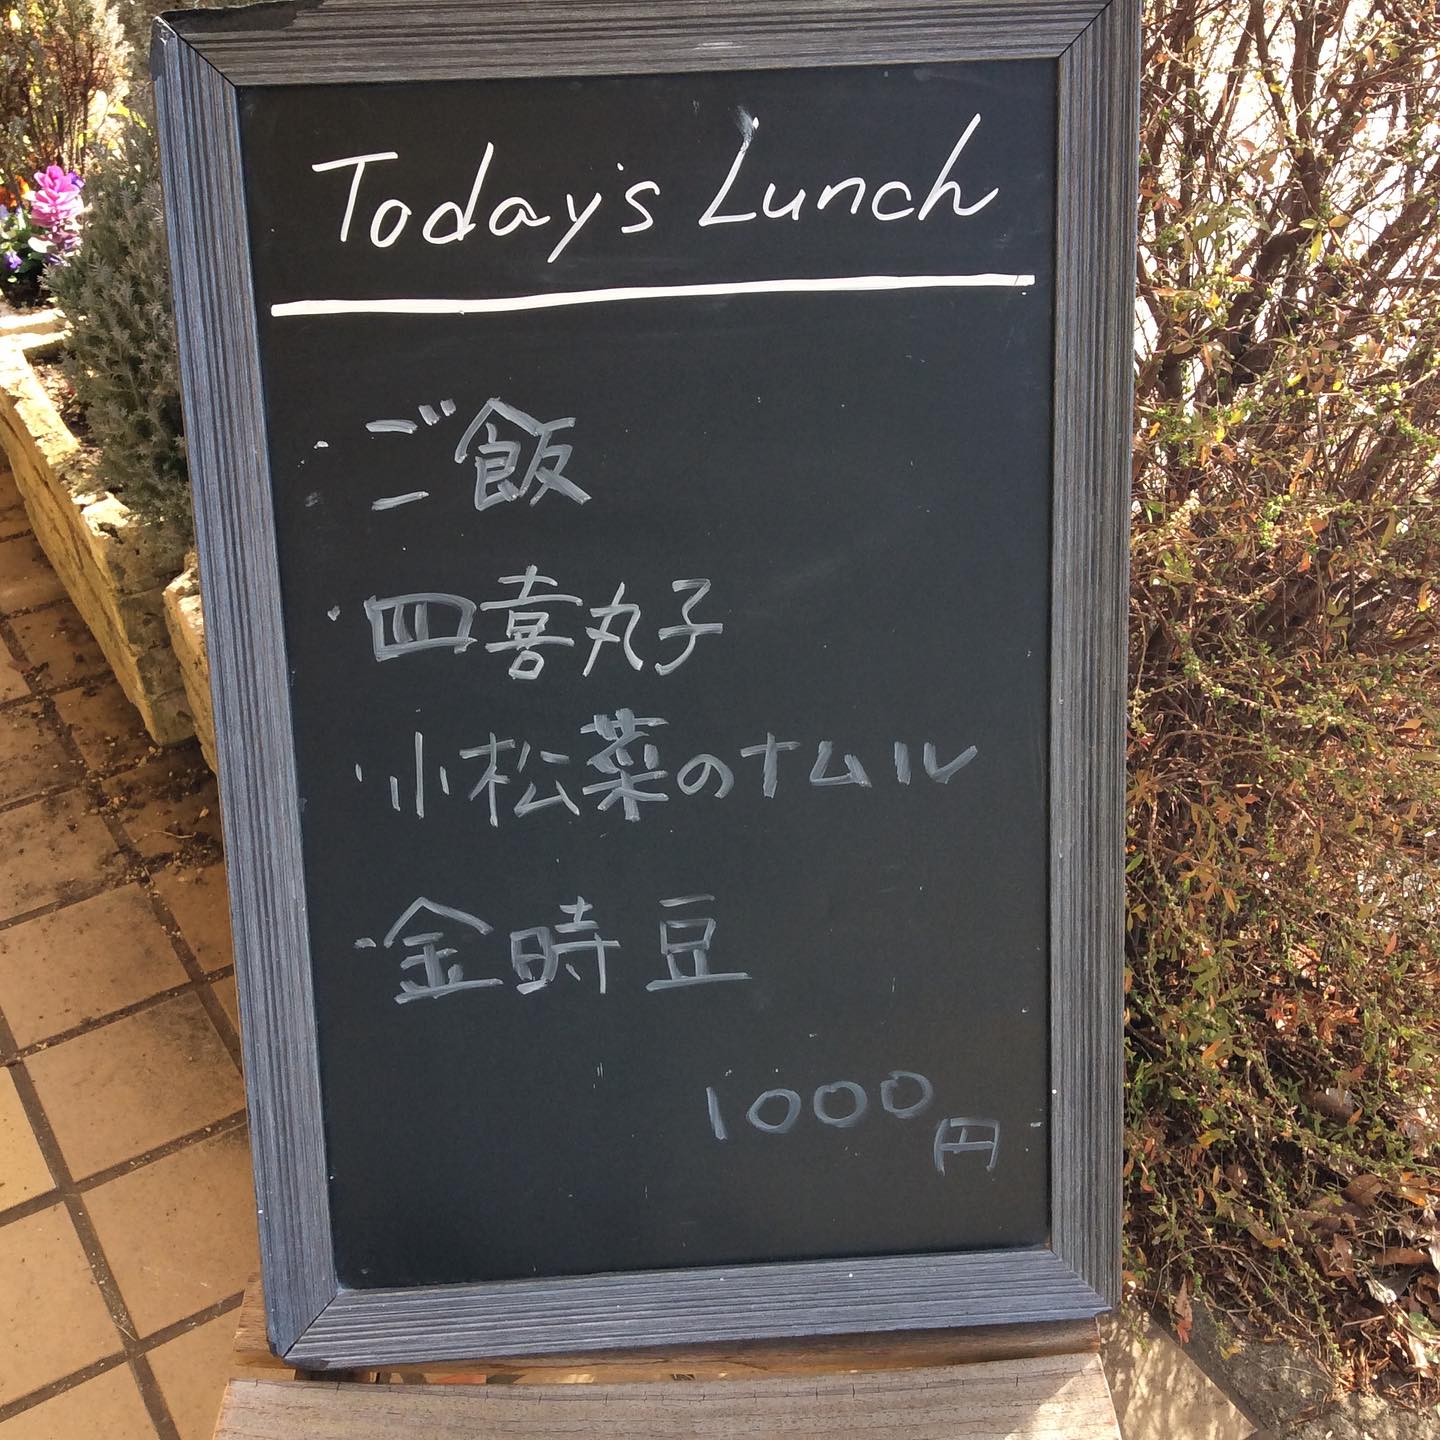 Today's Lunch
・ご飯
・四喜丸子
・小松菜のナムル
・金時豆
1000円